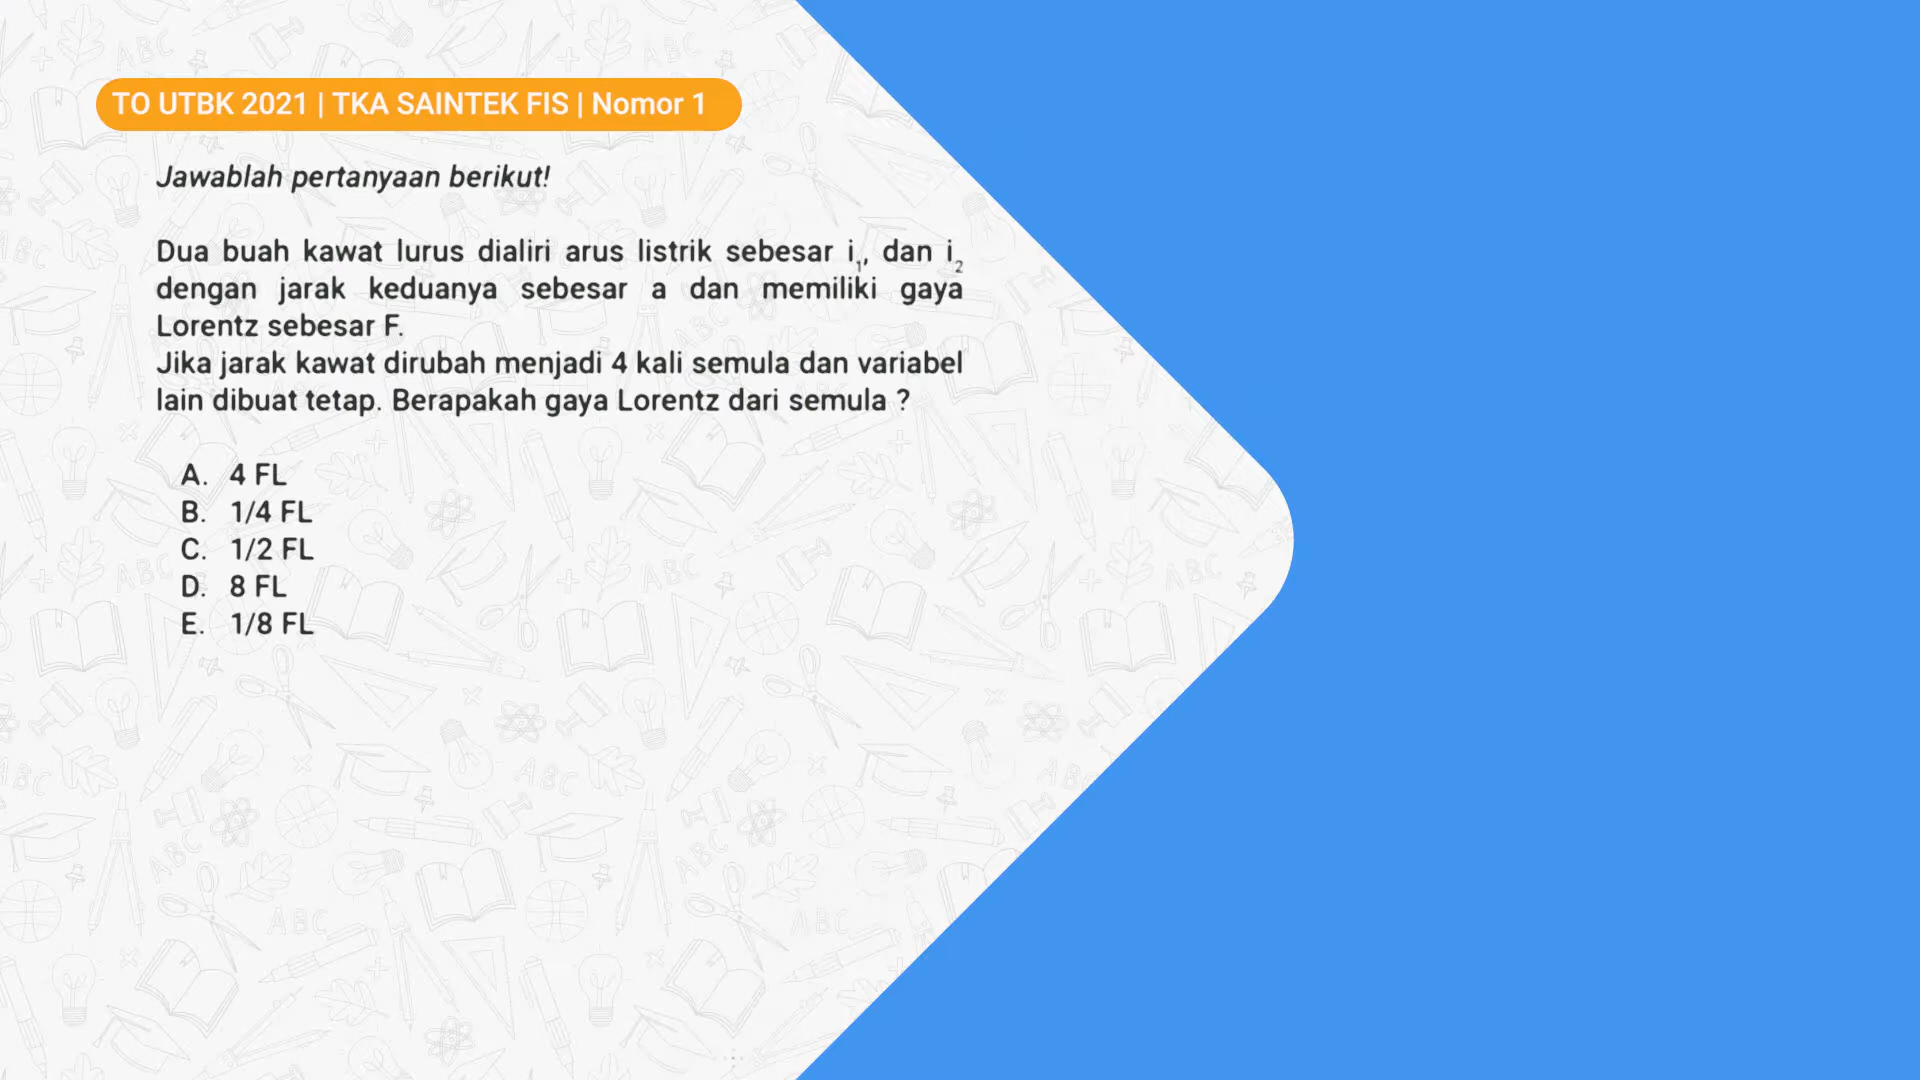 TO UTBK 2021 | TKA SAINTEK FIS | Nomor 1
Jawablah pertanyaan berikut!
Dua buah kawat lurus dialiri arus listrik sebesar i₁, dan i₂
dengan jarak keduanya sebesar a dan memiliki gaya
Lorentz sebesar F.
Jika jarak kawat dirubah menjadi 4 kali semula dan variabel
lain dibuat tetap. Berapakah gaya Lorentz dari semula ?
A. 4 FL
B. 1/4 FL
C. 1/2 FL
D. 8 FL
E. 1/8 FL